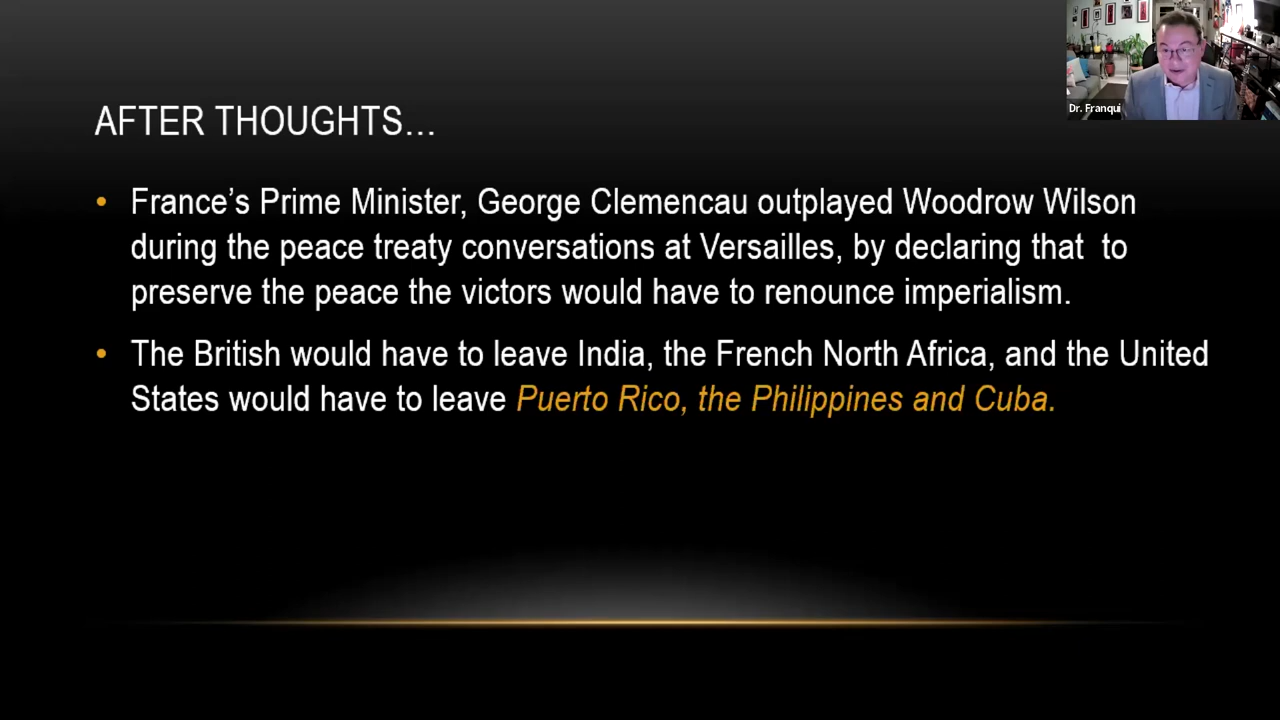 Dr. Franqui
AFTER THOUGHTS…
• France’s Prime Minister, George Clemencau outplayed Woodrow Wilson
during the peace treaty conversations at Versailles, by declaring that  to
preserve the peace the victors would have to renounce imperialism.
• The British would have to leave India, the French North Africa, and the United
States would have to leave Puerto Rico, the Philippines and Cuba.